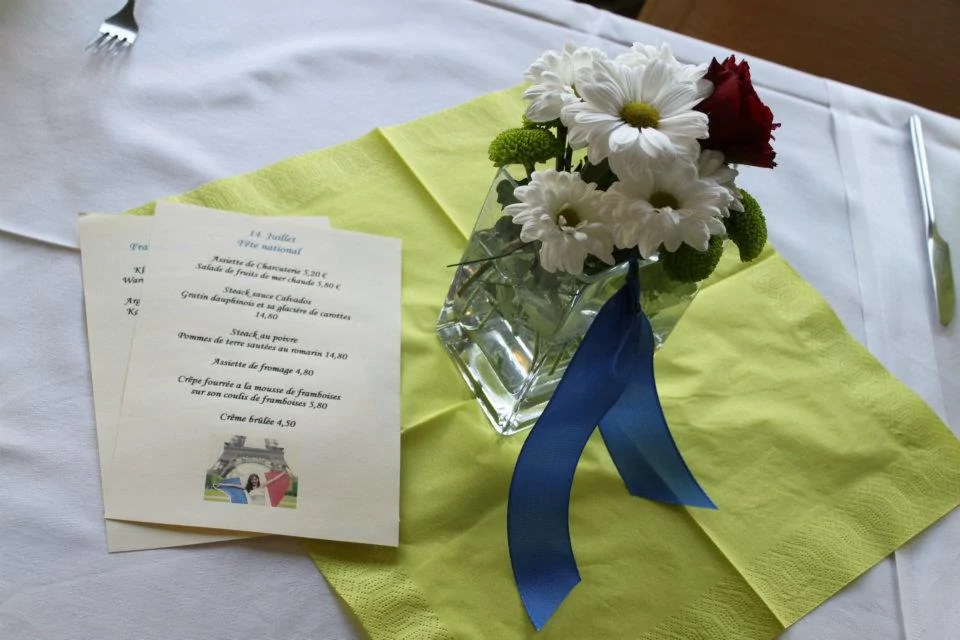 14. Juillet
Fête national
Assiette de Charcuterie 5,20 €
Salade de fruits de mer chaude 5,80 €
Steack sauce Calvados
Gratin dauphinois et sa glacière de carottes
14,80
Steack au poivre
Pommes de terre sautées au romarin 14,80
Assiette de fromage 4,80
Crêpe fourrée a la mousse de framboises
sur son coulis de framboises 5,80
Crème brûlée 4,50
Fra